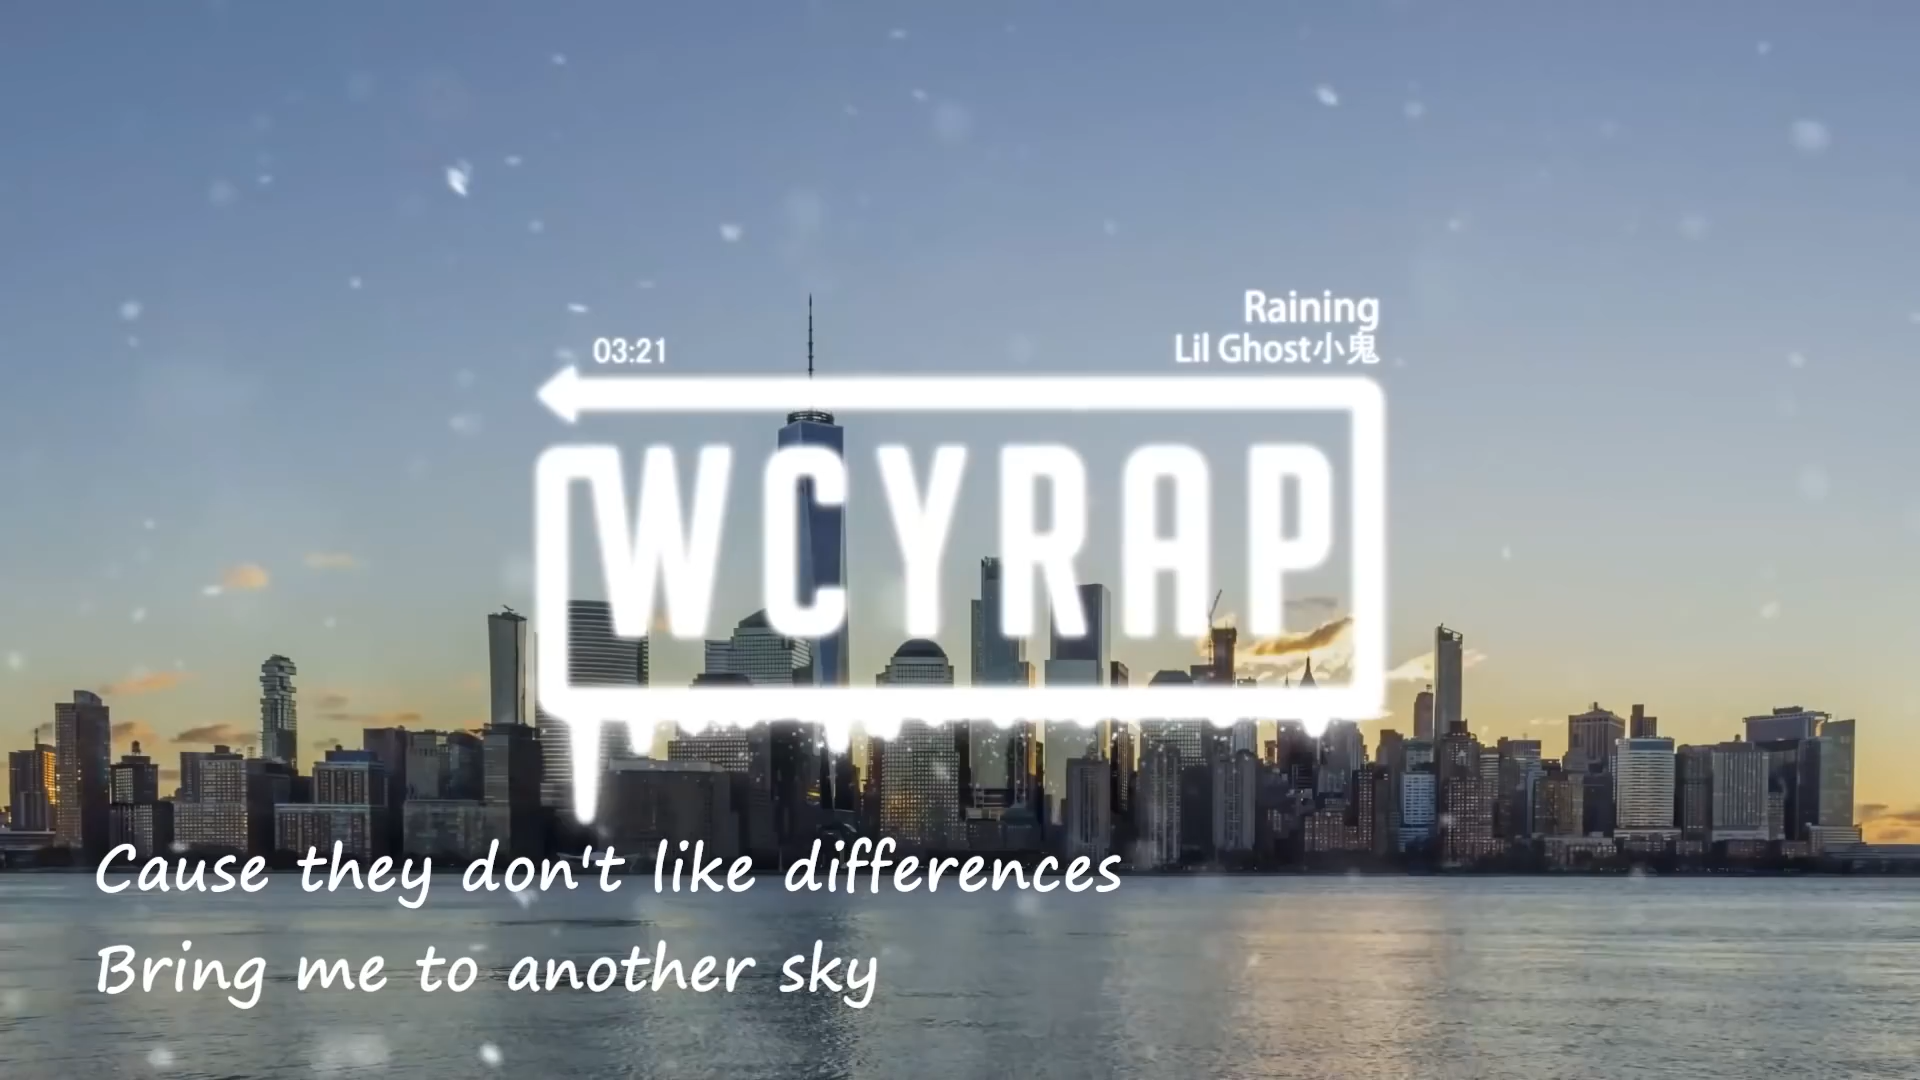 Raining
03:21
Lil Ghost小鬼
WCYRAP
Cause they don't like differences
Bring me to another sky